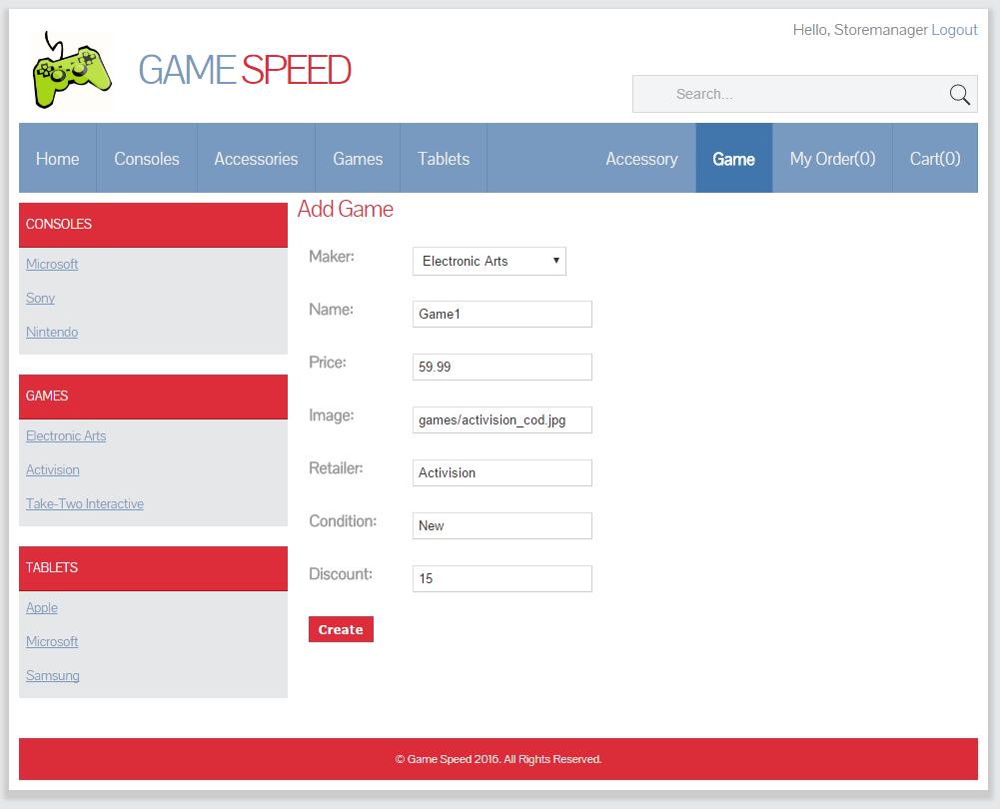 Hello, Storemanager Logout
GAME SPEED
Search...
Home Consoles Accessories Games Tablets Accessory Game My Order(0) Cart(0)
CONSOLES
Microsoft
Sony
Nintendo
GAMES
Electronic Arts
Activision
Take-Two Interactive
TABLETS
Apple
Microsoft
Samsung
Add Game
Maker: Electronic Arts
Name: Game1
Price: 59.99
Image: games/activision_cod.jpg
Retailer: Activision
Condition: New
Discount: 15
Create
© Game Speed 2016. All Rights Reserved.